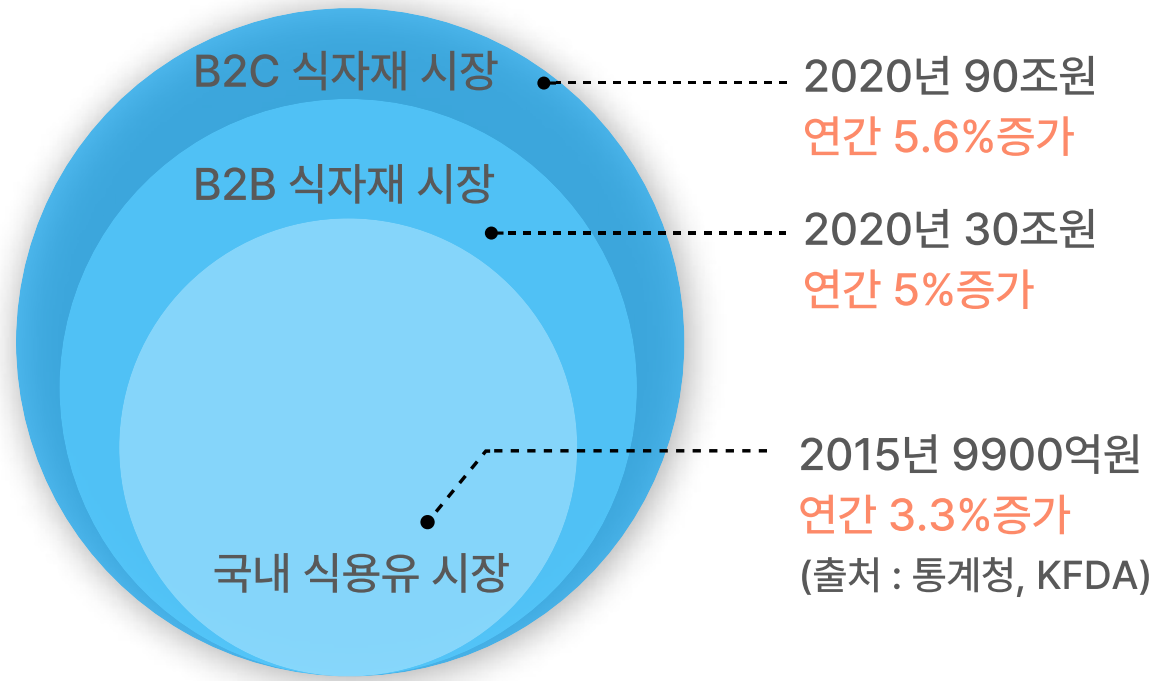 B2C 식자재 시장
2020년 90조원
연간 5.6%증가
B2B 식자재 시장
2020년 30조원
연간 5%증가
2015년 9900억원
연간 3.3%증가
(출처 : 통계청, KFDA)
국내 식용유 시장